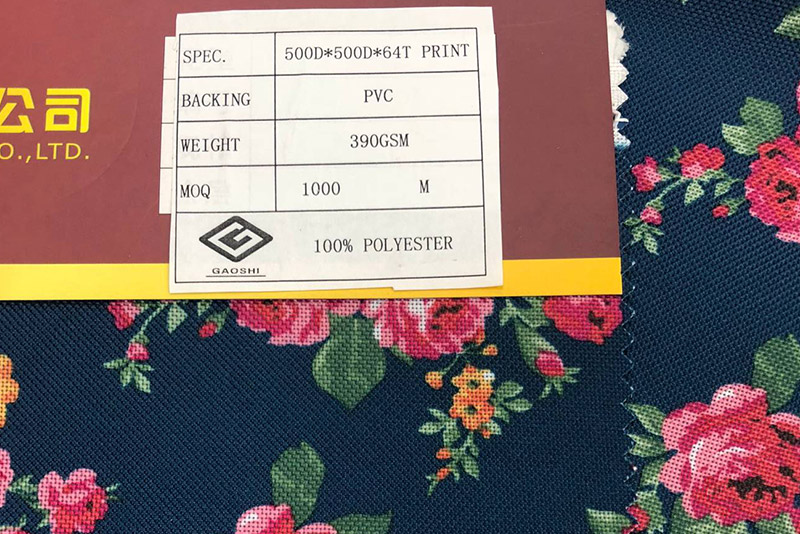 公司
O.,LTD.
SPEC. 500D*500D*64T PRINT
BACKING PVC
WEIGHT 390GSM
MOQ 1000 M
GAOSHI 100% POLYESTER